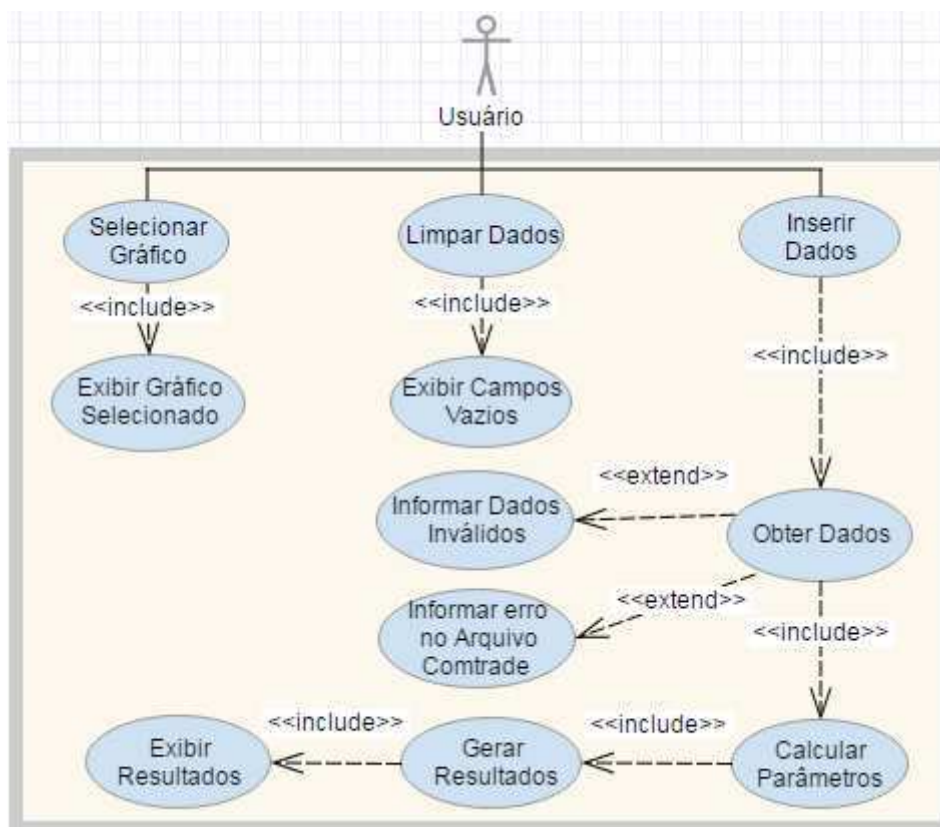 Usuário
Selecionar
Gráfico
Limpar Dados
Inserir
Dados
<<include>>
<<include>>
<<include>>
Exibir Gráfico
Selecionado
Exibir Campos
Vazios
<<extend>>
Informar Dados
Inválidos
Obter Dados
<<extend>>
Informar erro
no Arquivo
Comtrade
<<include>>
<<include>>
<<include>>
Exibir
Resultados
Gerar
Resultados
Calcular
Parâmetros